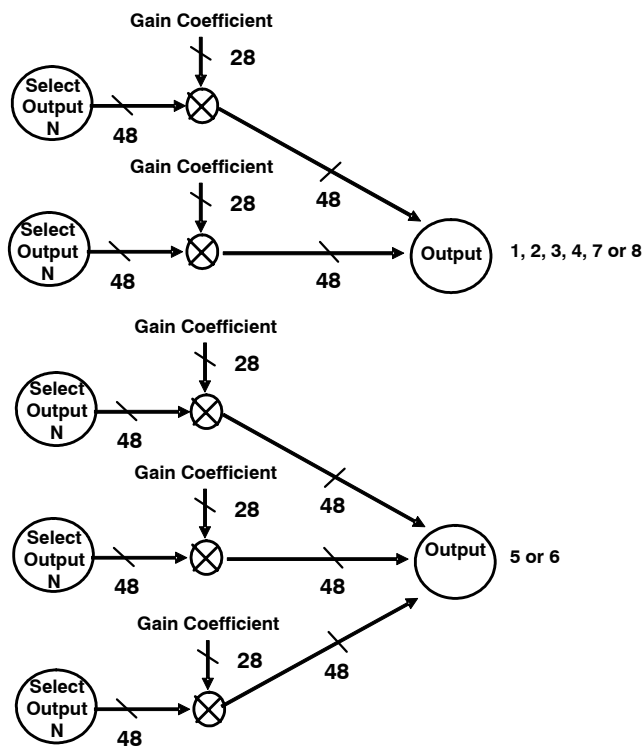 Gain Coefficient
28
Select
Output
N
48
48
Gain Coefficient
28
Select
Output
N
48
48
Output
1, 2, 3, 4, 7 or 8
Gain Coefficient
28
Select
Output
N
48
48
Gain Coefficient
28
Select
Output
N
48
48
Output
5 or 6
Gain Coefficient
28
48
Select
Output
N
48